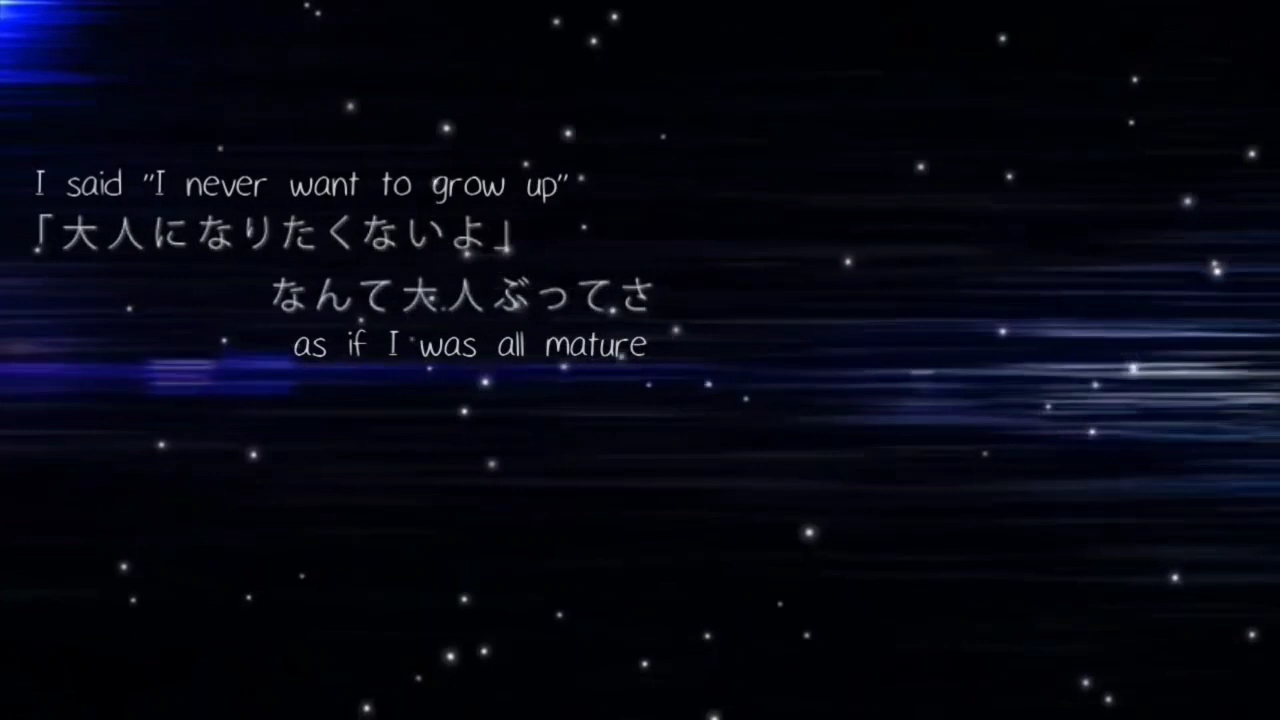 I said "I never want to grow up"
「大人になりたくないよ」
なんて大人ぶってさ
as if I was all mature